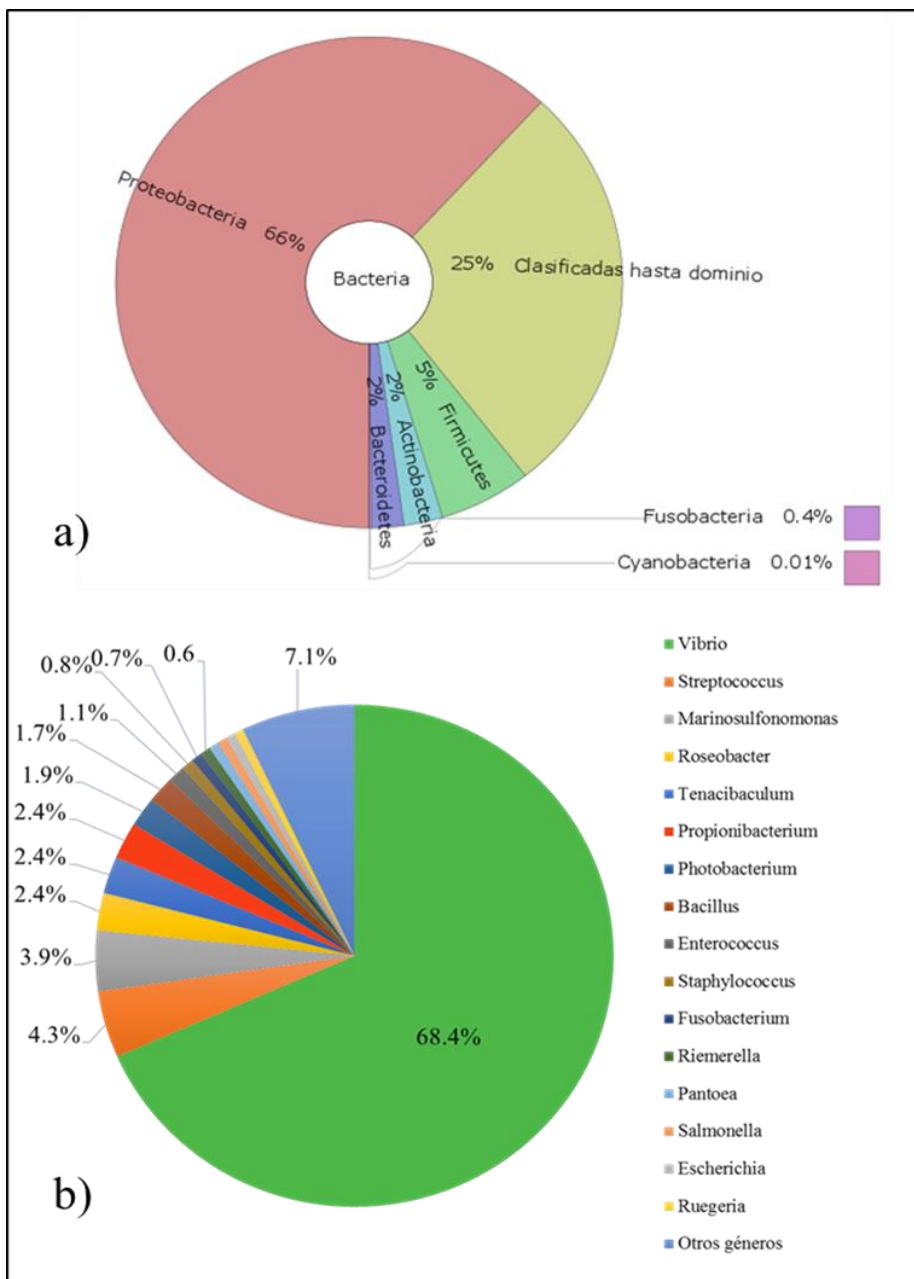 Proteobacteria 66%
Bacteria
25% Clasificadas hasta dominio
5% Firmicutes
2% Actinobacteria
2% Bacteroidetes
Fusobacteria 0.4%
Cyanobacteria 0.01%
a)
7.1%
0.6
0.7%
0.8%
1.1%
1.7%
1.9%
2.4%
2.4%
2.4%
3.9%
4.3%
68.4%
Vibrio
Streptococcus
Marinosulfonomonas
Roseobacter
Tenacibaculum
Propionibacterium
Photobacterium
Bacillus
Enterococcus
Staphylococcus
Fusobacterium
Riemerella
Pantoea
Salmonella
Escherichia
Ruegeria
Otros géneros
b)